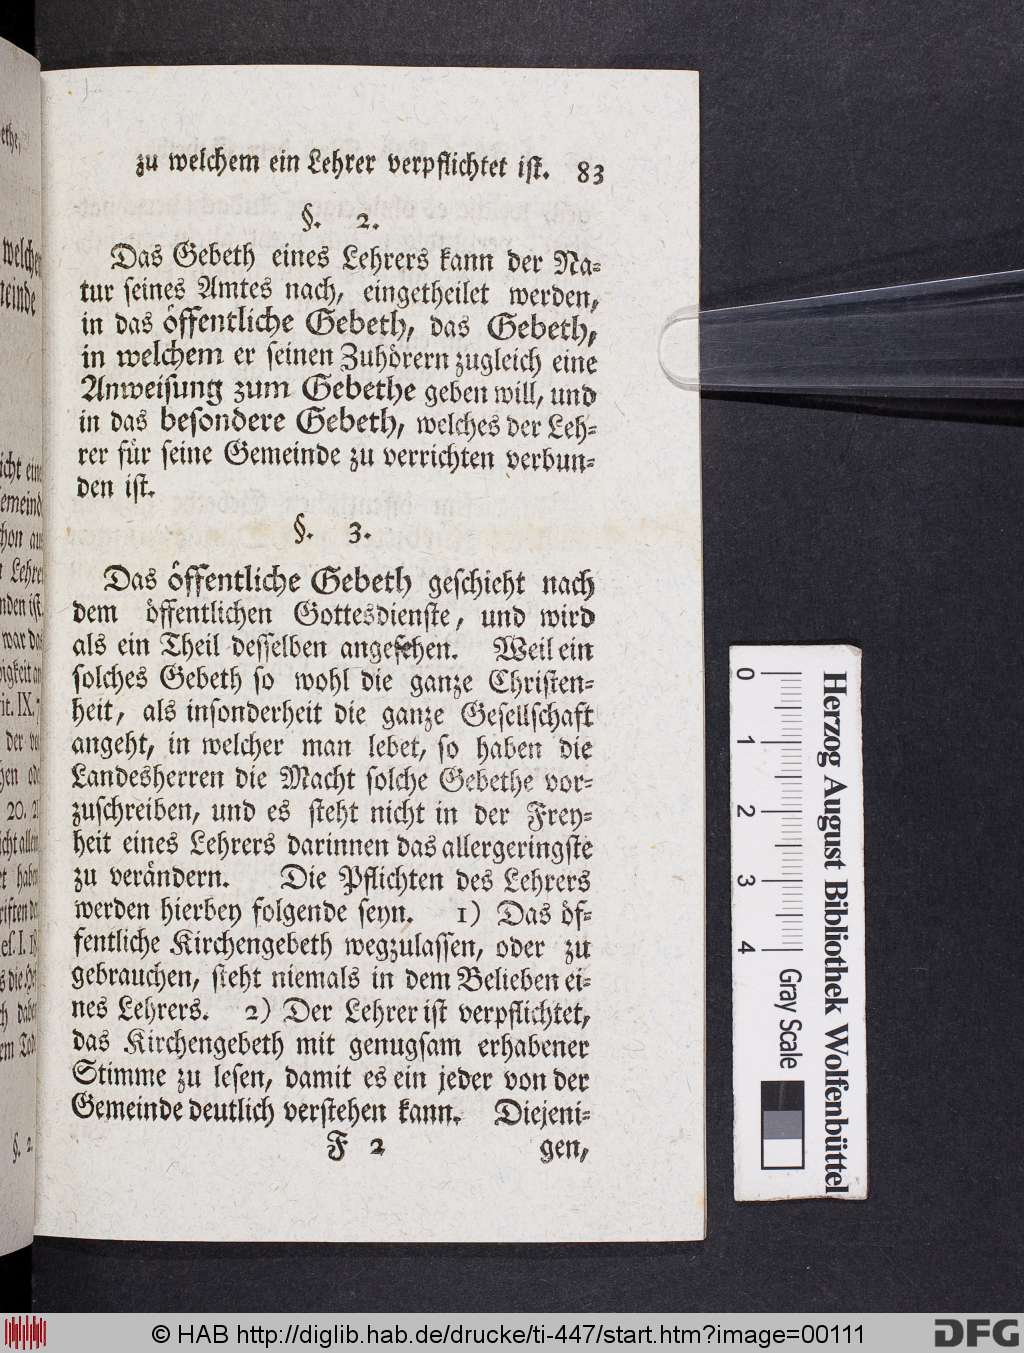 zu welchem ein Lehrer verpflichtet ist. 83
§. 2.
Das Gebeth eines Lehrers kann der Na-
tur seines Amtes nach, eingetheilet werden,
in das öffentliche Gebeth, das Gebeth,
in welchem er seinen Zuhörern zugleich eine
Anweisung zum Gebethe geben will, und
in das besondere Gebeth, welches der Leh-
rer für seine Gemeinde zu verrichten verbun-
den ist.
§. 3.
Das öffentliche Gebeth geschieht nach
dem öffentlichen Gottesdienste, und wird
als ein Theil desselben angesehen. Weil ein
solches Gebeth so wohl die ganze Christen-
heit, als insonderheit die ganze Gesellschaft
angeht, in welcher man lebet, so haben die
Landesherren die Macht solche Gebethe vor-
zuschreiben, und es steht nicht in der Frey-
heit eines Lehrers darinnen das allergeringste
zu verändern. Die Pflichten des Lehrers
werden hierbey folgende seyn. 1) Das öf-
fentliche Kirchengebeth wegzulassen, oder zu
gebrauchen, steht niemals in dem Belieben ei-
nes Lehrers. 2) Der Lehrer ist verpflichtet,
das Kirchengebeth mit genugsam erhabener
Stimme zu lesen, damit es ein jeder von der
Gemeinde deutlich verstehen kann. Diejeni-
F 2 gen,
Herzog August Bibliothek Wolfenbüttel
0 1 2 3 4 Gray Scale
© HAB http://diglib.hab.de/drucke/ti-447/start.htm?image=00111
DFG